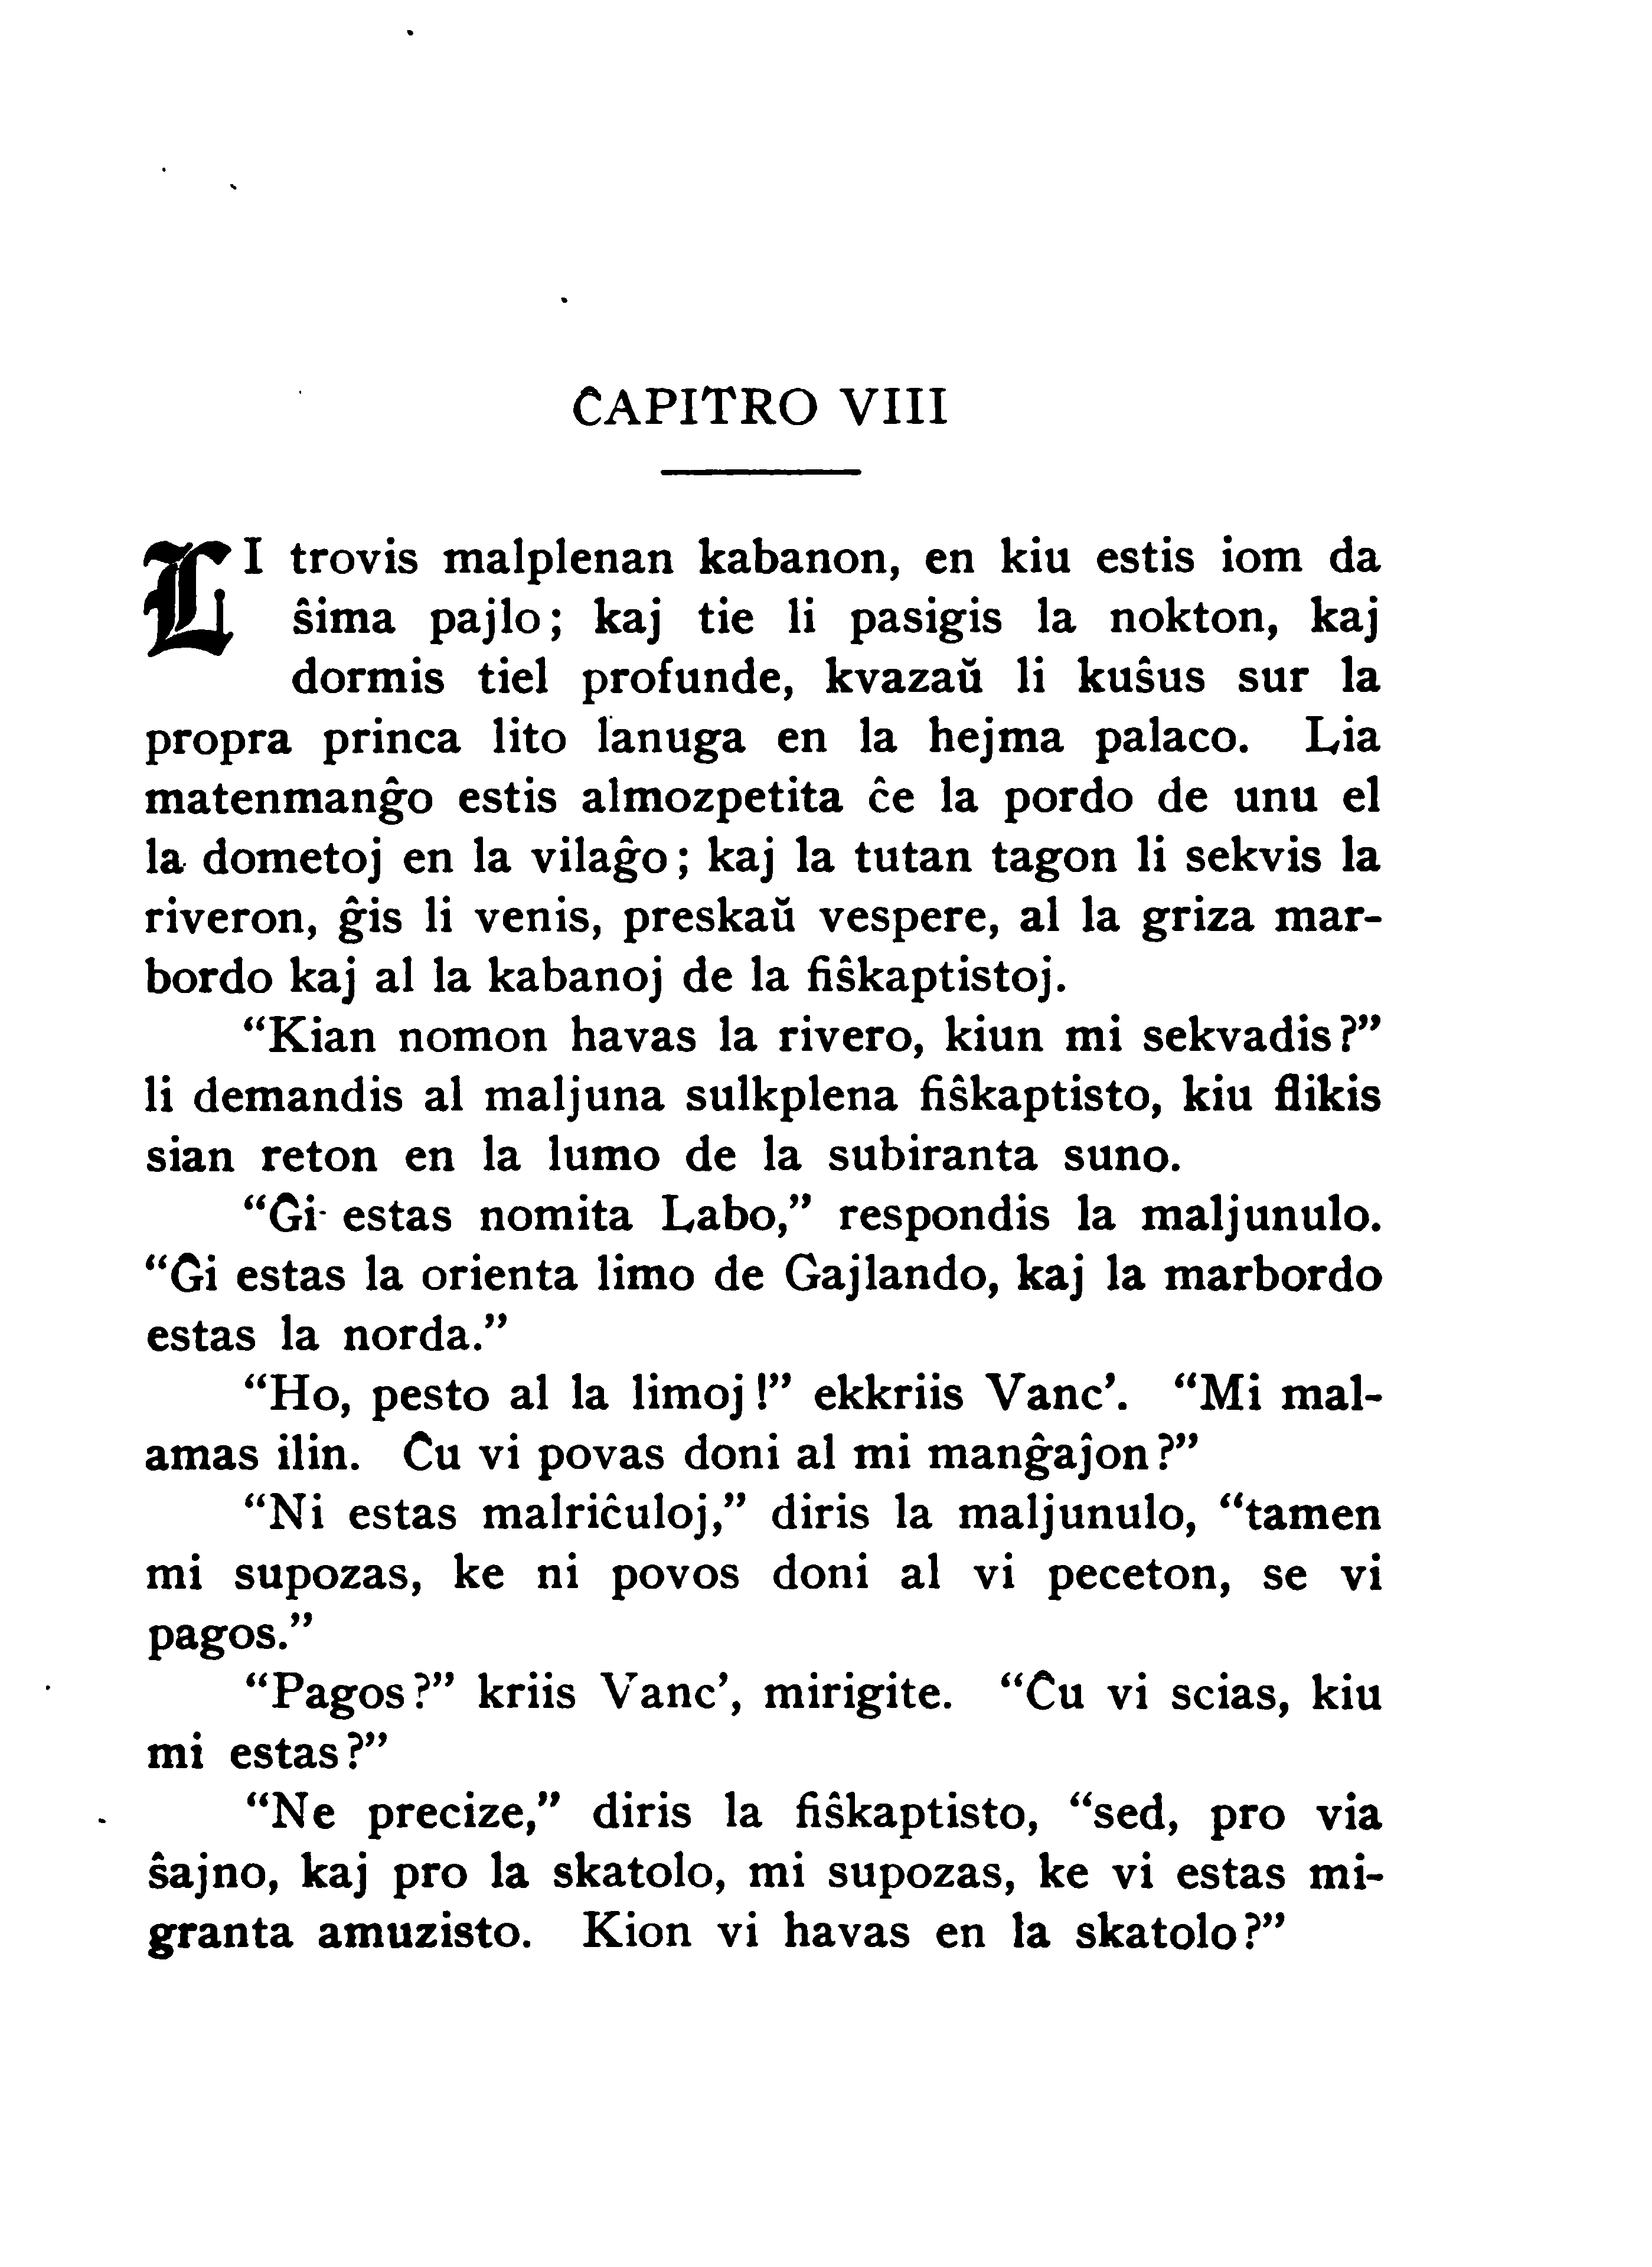 ĈAPITRO VIII
LI trovis malplenan kabanon, en kiu estis iom da
ŝima pajlo; kaj tie li pasigis la nokton, kaj
dormis tiel profunde, kvazaŭ li kuŝus sur la
propra princa lito lanuga en la hejma palaco. Lia
matenmanĝo estis almozpetita ĉe la pordo de unu el
la dometoj en la vilaĝo; kaj la tutan tagon li sekvis la
riveron, ĝis li venis, preskaŭ vespere, al la griza mar-
bordo kaj al la kabanoj de la fiŝkaptistoj.
“Kian nomon havas la rivero, kiun mi sekvadis?”
li demandis al maljuna sulkplena fiŝkaptisto, kiu flikis
sian reton en la lumo de la subiranta suno.
“Ĝi estas nomita Labo,” respondis la maljunulo.
“Ĝi estas la orienta limo de Gajlando, kaj la marbordo
estas la norda.”
“Ho, pesto al la limoj!” ekkriis Vanc’. “Mi mal-
amas ilin. Ĉu vi povas doni al mi manĝaĵon?”
“Ni estas malriĉuloj,” diris la maljunulo, “tamen
mi supozas, ke ni povos doni al vi peceton, se vi
pagos.”
“Pagos?” kriis Vanc’, mirigite. “Ĉu vi scias, kiu
mi estas?”
“Ne precize,” diris la fiŝkaptisto, “sed, pro via
ŝajno, kaj pro la skatolo, mi supozas, ke vi estas mi-
granta amuzisto. Kion vi havas en la skatolo?”